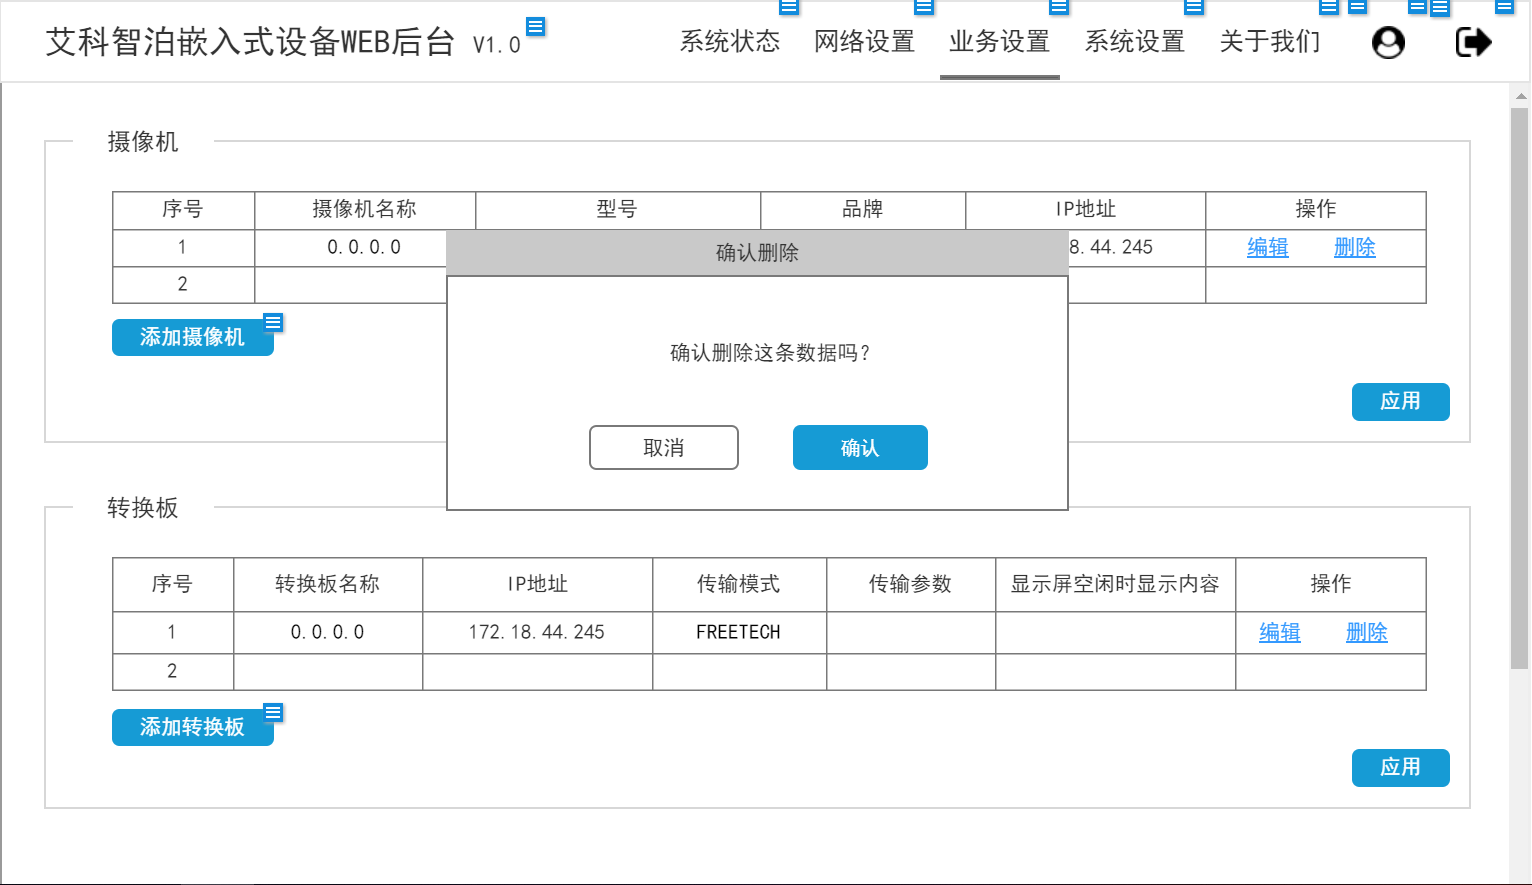 艾科智泊嵌入式设备WEB后台 V1.0 系统状态 网络设置 业务设置 系统设置 关于我们
摄像机
序号 摄像机名称 型号 品牌 IP地址 操作
1 0.0.0.0 8.44.245 编辑 删除
2
确认删除
确认删除这条数据吗?
取消 确认
添加摄像机
应用
转换板
序号 转换板名称 IP地址 传输模式 传输参数 显示屏空闲时显示内容 操作
1 0.0.0.0 172.18.44.245 FREETECH 编辑 删除
2
添加转换板
应用